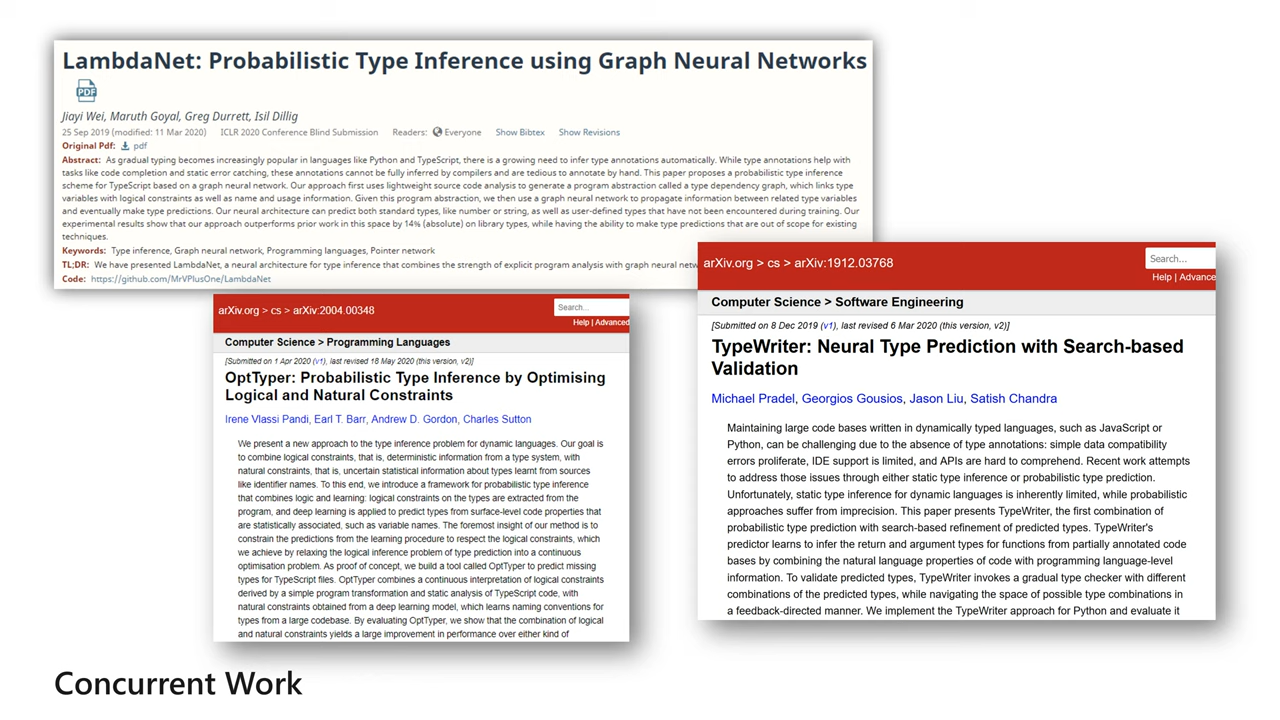 LambdaNet: Probabilistic Type Inference using Graph Neural Networks
PDF
Jiayi Wei, Maruth Goyal, Greg Durrett, Isil Dillig
25 Sep 2019 (modified: 11 Mar 2020) ICLR 2020 Conference Blind Submission Readers: Everyone Show Bibtex Show Revisions
Original Pdf: pdf
Abstract: As gradual typing becomes increasingly popular in languages like Python and TypeScript, there is a growing need to infer type annotations automatically. While type annotations help with
tasks like code completion and static error catching, these annotations cannot be fully inferred by compilers and are tedious to annotate by hand. This paper proposes a probabilistic type inference
scheme for TypeScript based on a graph neural network. Our approach first uses lightweight source code analysis to generate a program abstraction called a type dependency graph, which links type
variables with logical constraints as well as name and usage information. Given this program abstraction, we then use a graph neural network to propagate information between related type variables
and eventually make type predictions. Our neural architecture can predict both standard types, like number or string, as well as user-defined types that have not been encountered during training. Our
experimental results show that our approach outperforms prior work in this space by 14% (absolute) on library types, while having the ability to make type predictions that are out of scope for existing
techniques.
Keywords: Type inference, Graph neural network, Programming languages, Pointer network
TL;DR: We have presented LambdaNet, a neural architecture for type inference that combines the strength of explicit program analysis with graph neural netw
Code: https://github.com/MrVPlusOne/LambdaNet
arXiv.org > cs > arXiv:2004.00348
Search...
Help | Advanced
Computer Science > Programming Languages
[Submitted on 1 Apr 2020 (v1), last revised 18 May 2020 (this version, v2)]
OptTyper: Probabilistic Type Inference by Optimising
Logical and Natural Constraints
Irene Vlassi Pandi, Earl T. Barr, Andrew D. Gordon, Charles Sutton
We present a new approach to the type inference problem for dynamic languages. Our goal is
to combine logical constraints, that is, deterministic information from a type system, with
natural constraints, that is, uncertain statistical information about types learnt from sources
like identifier names. To this end, we introduce a framework for probabilistic type inference
that combines logic and learning: logical constraints on the types are extracted from the
program, and deep learning is applied to predict types from surface-level code properties that
are statistically associated, such as variable names. The foremost insight of our method is to
constrain the predictions from the learning procedure to respect the logical constraints, which
we achieve by relaxing the logical inference problem of type prediction into a continuous
optimisation problem. As proof of concept, we build a tool called OptTyper to predict missing
types for TypeScript files. OptTyper combines a continuous interpretation of logical constraints
derived by a simple program transformation and static analysis of TypeScript code, with
natural constraints obtained from a deep learning model, which learns naming conventions for
types from a large codebase. By evaluating OptTyper, we show that the combination of logical
and natural constraints yields a large improvement in performance over either kind of
arXiv.org > cs > arXiv:1912.03768
Search...
Help | Advance
Computer Science > Software Engineering
[Submitted on 8 Dec 2019 (v1), last revised 6 Mar 2020 (this version, v2)]
TypeWriter: Neural Type Prediction with Search-based
Validation
Michael Pradel, Georgios Gousios, Jason Liu, Satish Chandra
Maintaining large code bases written in dynamically typed languages, such as JavaScript or
Python, can be challenging due to the absence of type annotations: simple data compatibility
errors proliferate, IDE support is limited, and APIs are hard to comprehend. Recent work attempts
to address those issues through either static type inference or probabilistic type prediction.
Unfortunately, static type inference for dynamic languages is inherently limited, while probabilistic
approaches suffer from imprecision. This paper presents TypeWriter, the first combination of
probabilistic type prediction with search-based refinement of predicted types. TypeWriter's
predictor learns to infer the return and argument types for functions from partially annotated code
bases by combining the natural language properties of code with programming language-level
information. To validate predicted types, TypeWriter invokes a gradual type checker with different
combinations of the predicted types, while navigating the space of possible type combinations in
a feedback-directed manner. We implement the TypeWriter approach for Python and evaluate it
Concurrent Work